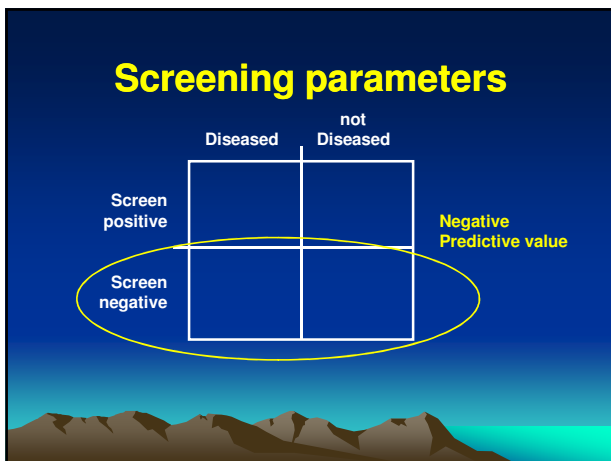 Screening parameters
not
Diseased Diseased
Screen
positive
Negative
Predictive value
Screen
negative